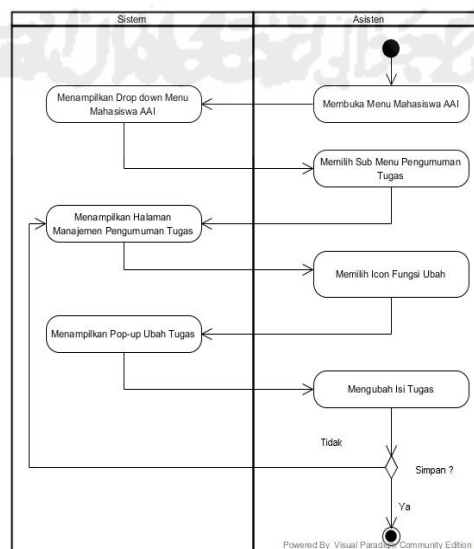 Sistem
Asisten
Menampilkan Drop down Menu
Mahasiswa AAI
Membuka Menu Mahasiswa AAI
Memilih Sub Menu Pengumuman
Tugas
Menampilkan Halaman
Manajemen Pengumuman Tugas
Memilih Icon Fungsi Ubah
Menampilkan Pop-up Ubah Tugas
Mengubah Isi Tugas
Tidak
Simpan ?
Ya
Powered By Visual Paradigm Community Edition